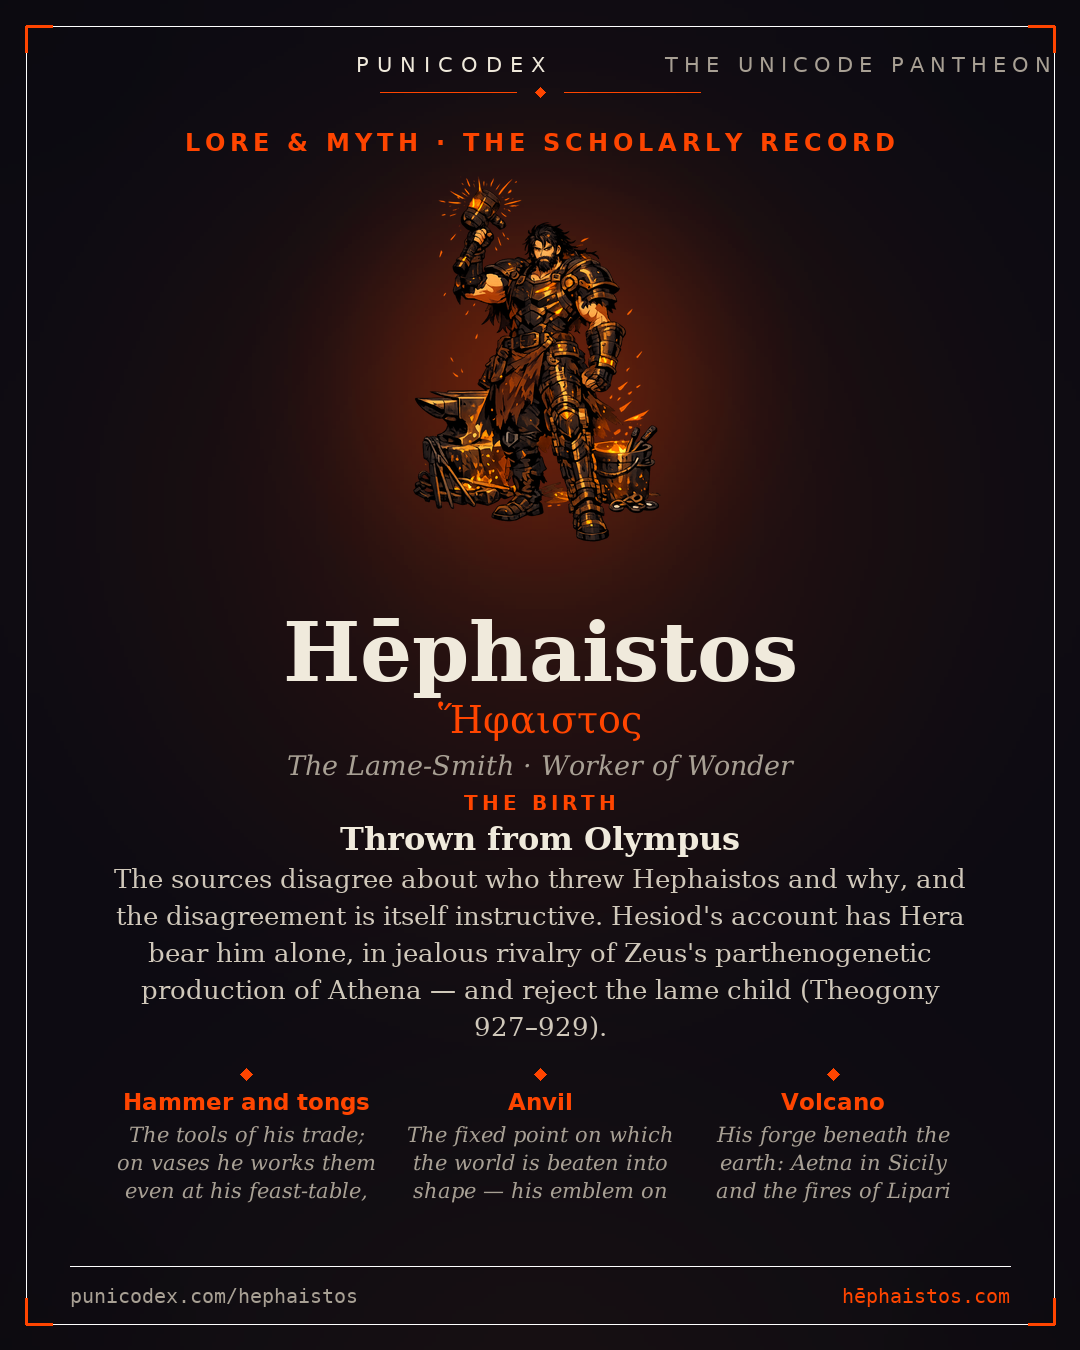 PUNICODEX THE UNICODE PANTHEON
LORE & MYTH · THE SCHOLARLY RECORD
Hēphaistos
Ἥφαιστος
The Lame-Smith · Worker of Wonder
THE BIRTH
Thrown from Olympus
The sources disagree about who threw Hephaistos and why, and
the disagreement is itself instructive. Hesiod's account has Hera
bear him alone, in jealous rivalry of Zeus's parthenogenetic
production of Athena — and reject the lame child (Theogony
927–929).
Hammer and tongs
The tools of his trade;
on vases he works them
even at his feast-table,
Anvil
The fixed point on which
the world is beaten into
shape — his emblem on
Volcano
His forge beneath the
earth: Aetna in Sicily
and the fires of Lipari
punicodex.com/hephaistos
hēphaistos.com